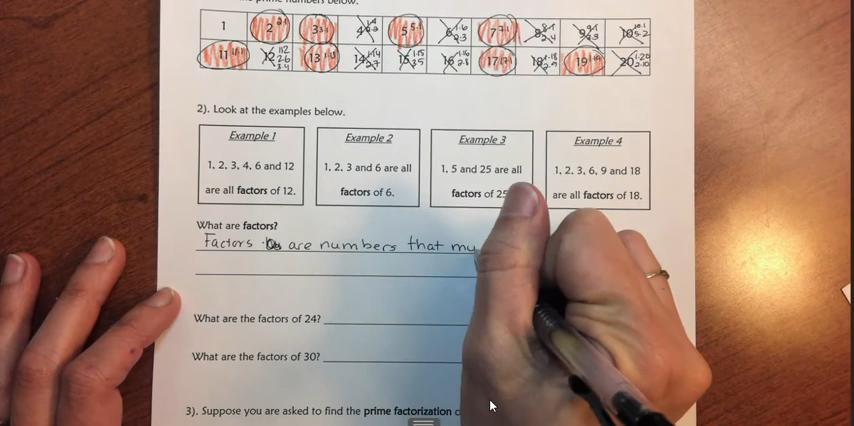 prime numbers below.
1 2 3 4 5 6 7 8 9 10
11 12 13 14 15 16 17 18 19 20
2). Look at the examples below.
Example 1
1, 2, 3, 4, 6 and 12
are all factors of 12.
Example 2
1, 2, 3 and 6 are all
factors of 6.
Example 3
1, 5 and 25 are all
factors of 25
Example 4
1, 2, 3, 6, 9 and 18
are all factors of 18.
What are factors?
Factors are numbers that mu
What are the factors of 24?
What are the factors of 30?
3). Suppose you are asked to find the prime factorization